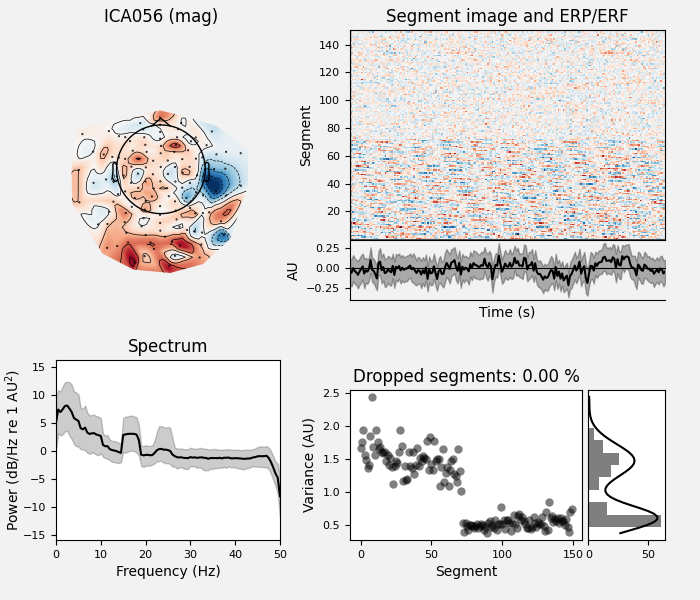 ICA056 (mag)
Segment image and ERP/ERF
140
120
100
80
60
40
20
Segment
0.25
0.00
−0.25
AU
Time (s)
Spectrum
15
10
5
0
−5
−10
−15
Power (dB/Hz re 1 AU²)
0 10 20 30 40 50
Frequency (Hz)
Dropped segments: 0.00 %
2.5
2.0
1.5
1.0
0.5
Variance (AU)
0 50 100 150
Segment
0 50